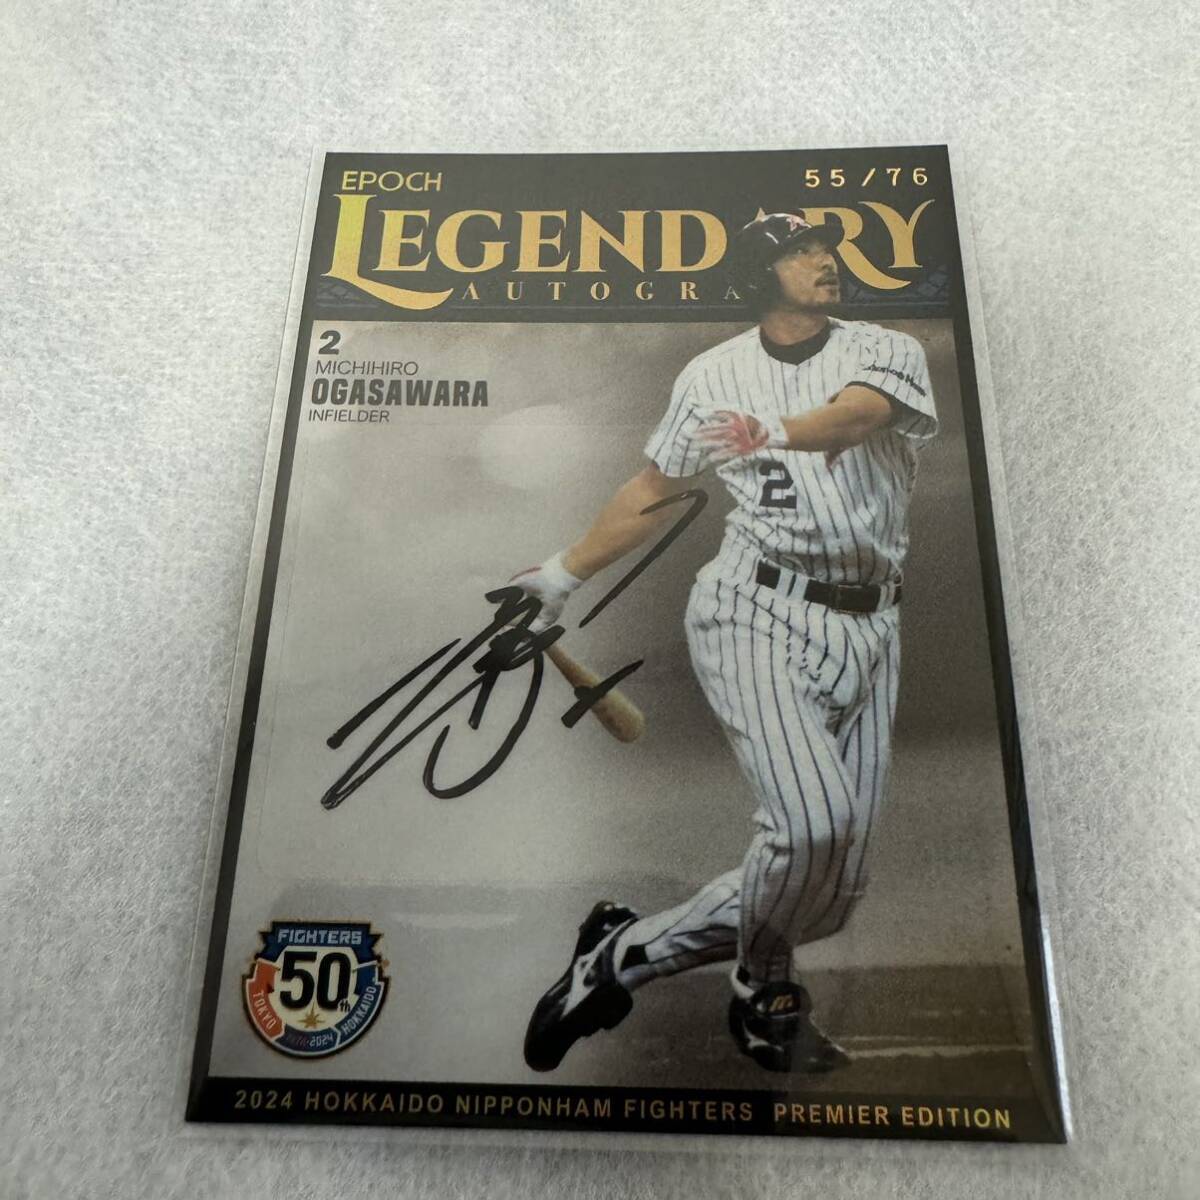 EPOCH
55/76
LEGENDARY
AUTOGRA
2
MICHIHIRO
OGASAWARA
INFIELDER
2
FIGHTERS
50th
TOKYO
HOKKAIDO
2024 HOKKAIDO NIPPONHAM FIGHTERS PREMIER EDITION